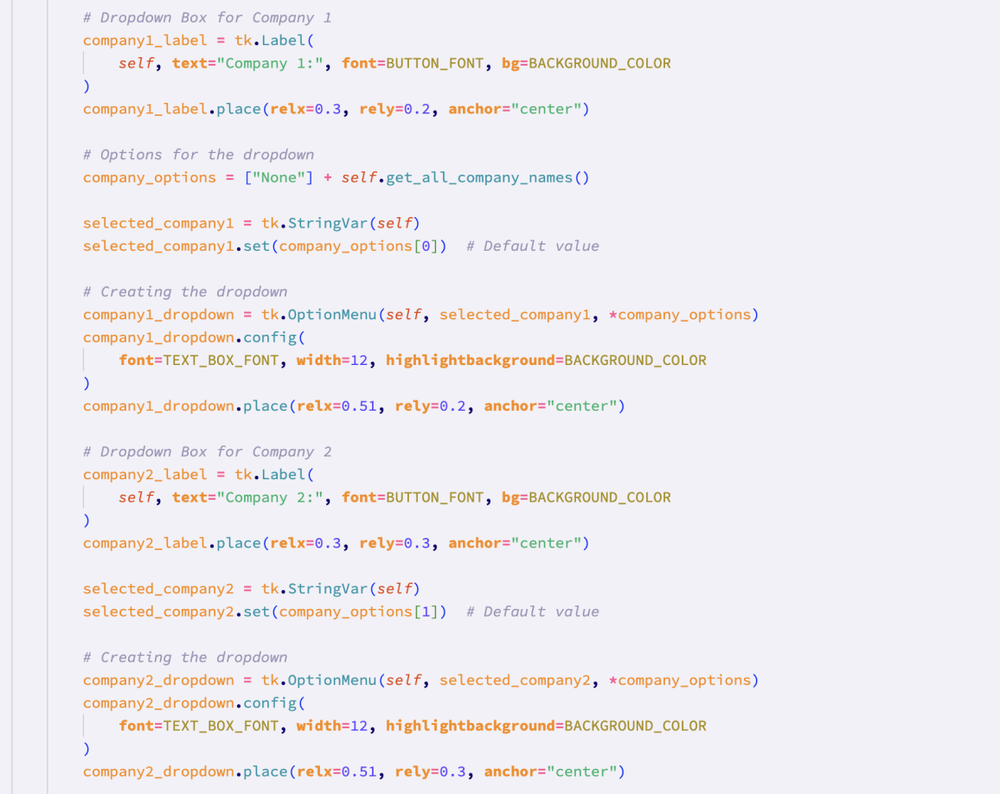 # Dropdown Box for Company 1
company1_label = tk.Label(
    self, text="Company 1:", font=BUTTON_FONT, bg=BACKGROUND_COLOR
)
company1_label.place(relx=0.3, rely=0.2, anchor="center")

# Options for the dropdown
company_options = ["None"] + self.get_all_company_names()

selected_company1 = tk.StringVar(self)
selected_company1.set(company_options[0])  # Default value

# Creating the dropdown
company1_dropdown = tk.OptionMenu(self, selected_company1, *company_options)
company1_dropdown.config(
    font=TEXT_BOX_FONT, width=12, highlightbackground=BACKGROUND_COLOR
)
company1_dropdown.place(relx=0.51, rely=0.2, anchor="center")

# Dropdown Box for Company 2
company2_label = tk.Label(
    self, text="Company 2:", font=BUTTON_FONT, bg=BACKGROUND_COLOR
)
company2_label.place(relx=0.3, rely=0.3, anchor="center")

selected_company2 = tk.StringVar(self)
selected_company2.set(company_options[1])  # Default value

# Creating the dropdown
company2_dropdown = tk.OptionMenu(self, selected_company2, *company_options)
company2_dropdown.config(
    font=TEXT_BOX_FONT, width=12, highlightbackground=BACKGROUND_COLOR
)
company2_dropdown.place(relx=0.51, rely=0.3, anchor="center")